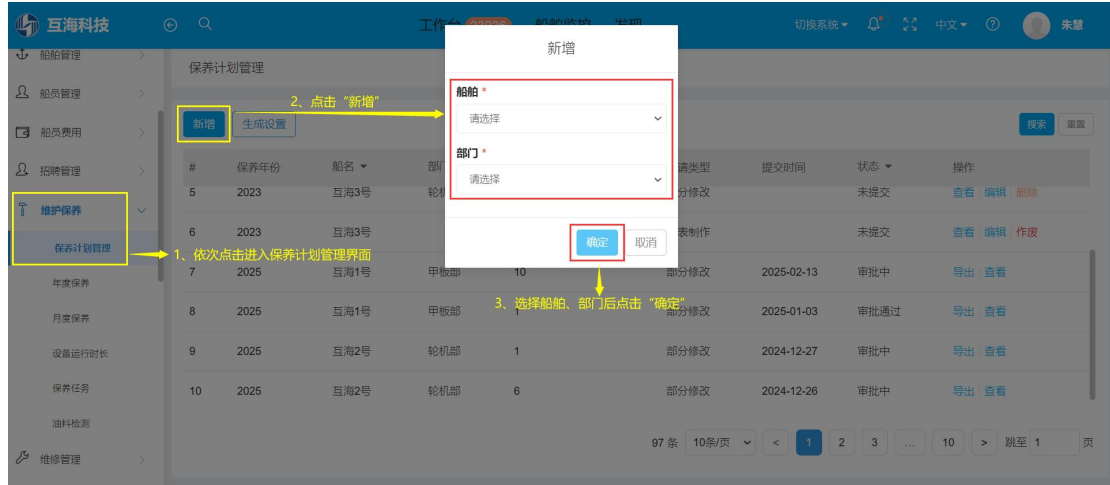 互海科技
工作台 23026 船舶监控 发现
切换系统
中文
朱慧
船舶管理
船员管理
船员费用
招聘管理
维护保养
保养计划管理
年度保养
月度保养
设备运行时长
保养任务
油料检测
维修管理
保养计划管理
新增 生成设置
搜索 重置
2、点击“新增”
1、依次点击进入保养计划管理界面
3、选择船舶、部门后点击“确定”
新增
船舶 *
请选择
部门 *
请选择
确定 取消
# 保养年份 船名 部 请类型 提交时间 状态 操作
5 2023 互海3号 轮机 分修改 未提交 查看 编辑 删除
6 2023 互海3号 表制作 未提交 查看 编辑 作废
7 2025 互海1号 甲板部 10 部分修改 2025-02-13 审批中 导出 查看
8 2025 互海1号 甲板部 1 部分修改 2025-01-03 审批通过 导出 查看
9 2025 互海2号 轮机部 1 部分修改 2024-12-27 审批中 导出 查看
10 2025 互海2号 轮机部 6 部分修改 2024-12-26 审批中 导出 查看
97 条 10条/页 < 1 2 3 ... 10 > 跳至 1 页